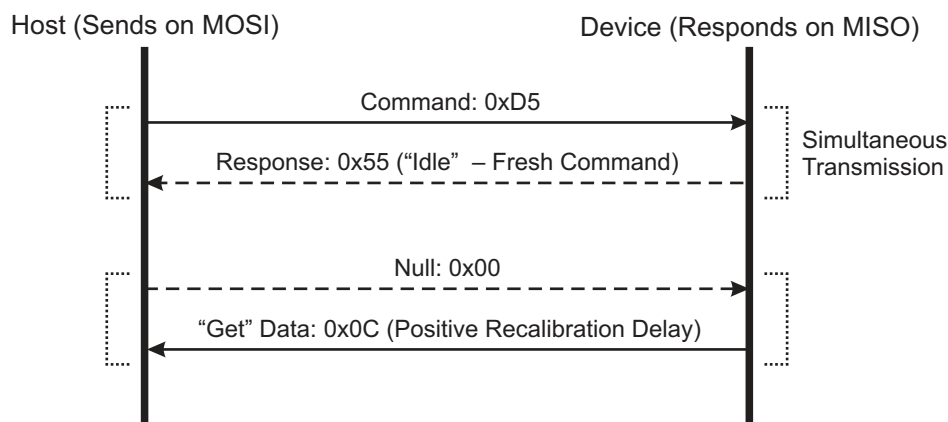 Host (Sends on MOSI)
Device (Responds on MISO)
Command: 0xD5
Response: 0x55 (“Idle” – Fresh Command)
Simultaneous
Transmission
Null: 0x00
“Get” Data: 0x0C (Positive Recalibration Delay)